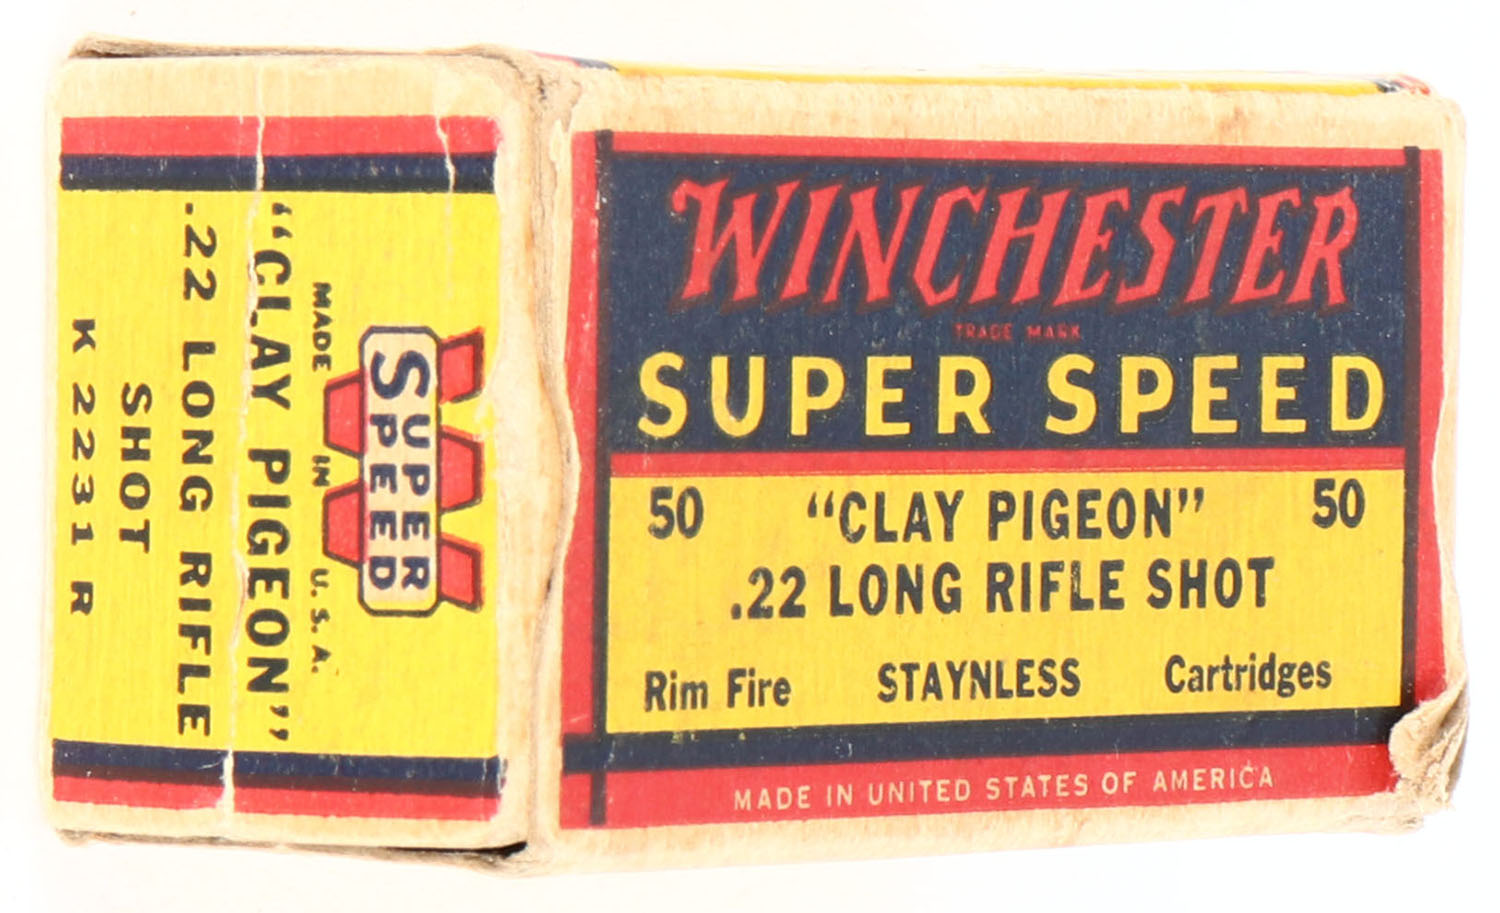 WINCHESTER
TRADE MARK
SUPER SPEED
50 "CLAY PIGEON" 50
.22 LONG RIFLE SHOT
Rim Fire STAYNLESS Cartridges
MADE IN UNITED STATES OF AMERICA
SUPER
SPEED
MADE IN U.S.A.
"CLAY PIGEON"
.22 LONG RIFLE
SHOT
K 2231 R